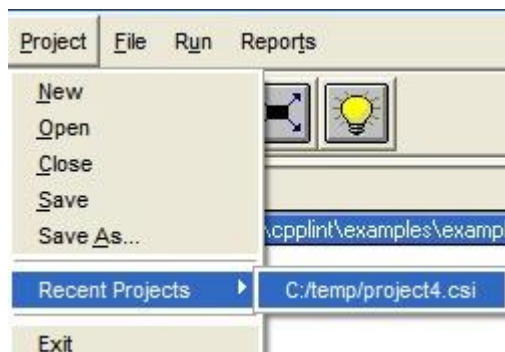 Project File Run Reports
New
Open
Close
Save
Save As...
\cpplint\examples\examp
Recent Projects
C:/temp/project4.csi
Exit